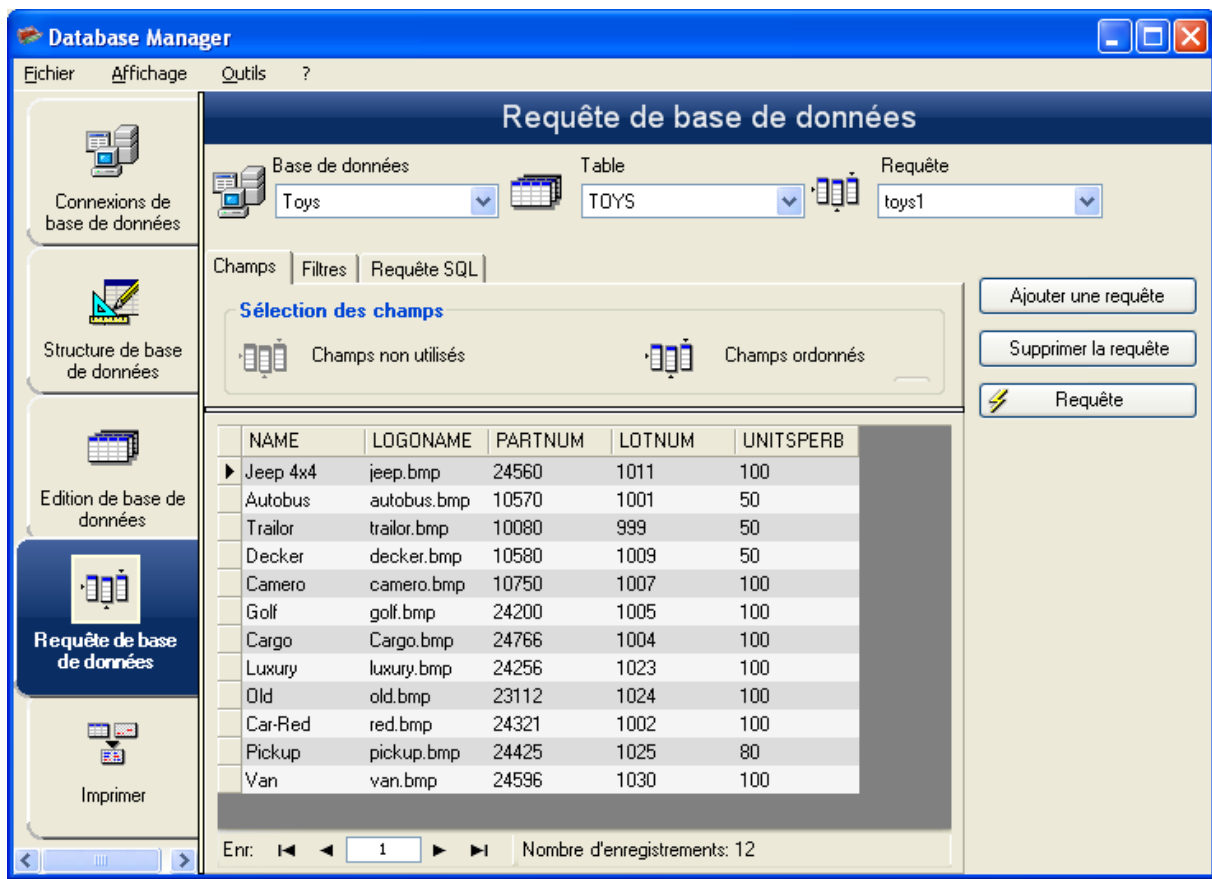 Database Manager
Fichier Affichage Outils ?
Connexions de
base de données
Structure de base
de données
Edition de base de
données
Requête de base
de données
Imprimer
Requête de base de données
Base de données Table Requête
Toys TOYS toys1
Champs Filtres Requête SQL
Sélection des champs
Champs non utilisés Champs ordonnés
Ajouter une requête
Supprimer la requête
Requête
NAME LOGONAME PARTNUM LOTNUM UNITSPERB
Jeep 4x4 jeep.bmp 24560 1011 100
Autobus autobus.bmp 10570 1001 50
Trailor trailor.bmp 10080 999 50
Decker decker.bmp 10580 1009 50
Camero camero.bmp 10750 1007 100
Golf golf.bmp 24200 1005 100
Cargo Cargo.bmp 24766 1004 100
Luxury luxury.bmp 24256 1023 100
Old old.bmp 23112 1024 100
Car-Red red.bmp 24321 1002 100
Pickup pickup.bmp 24425 1025 80
Van van.bmp 24596 1030 100
Enr: 1 Nombre d'enregistrements: 12